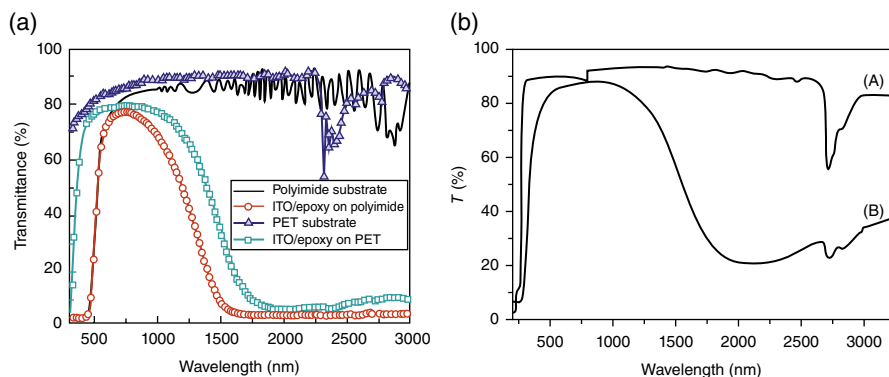 (a)
100
80
60
40
20
0
Transmittance (%)
500 1000 1500 2000 2500 3000
Wavelength (nm)
Polyimide substrate
ITO/epoxy on polyimide
PET substrate
ITO/epoxy on PET
(b)
100
80
60
40
20
0
T (%)
500 1000 1500 2000 2500 3000
Wavelength (nm)
(A)
(B)